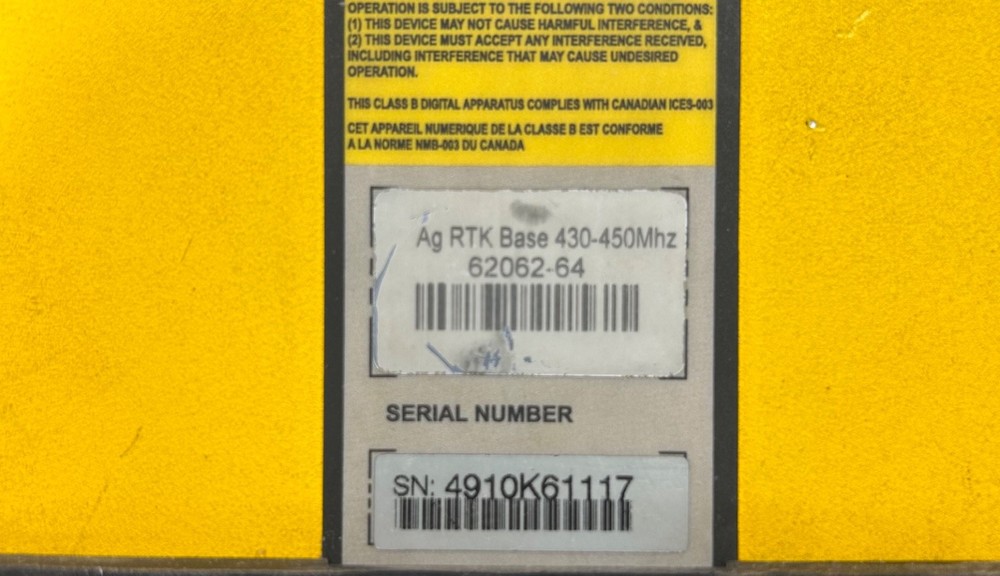 OPERATION IS SUBJECT TO THE FOLLOWING TWO CONDITIONS:
(1) THIS DEVICE MAY NOT CAUSE HARMFUL INTERFERENCE, &
(2) THIS DEVICE MUST ACCEPT ANY INTERFERENCE RECEIVED,
INCLUDING INTERFERENCE THAT MAY CAUSE UNDESIRED
OPERATION.
THIS CLASS B DIGITAL APPARATUS COMPLIES WITH CANADIAN ICES-003
CET APPAREIL NUMERIQUE DE LA CLASSE B EST CONFORME
A LA NORME NMB-003 DU CANADA
Ag RTK Base 430-450Mhz
62062-64
SERIAL NUMBER
SN: 4910K61117